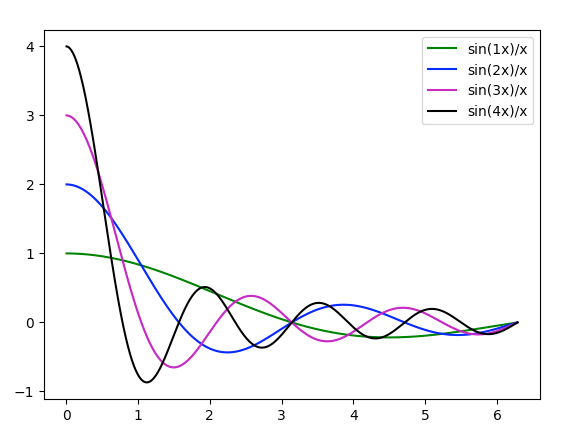 4
3
2
1
0
−1
sin(1x)/x
sin(2x)/x
sin(3x)/x
sin(4x)/x
0 1 2 3 4 5 6